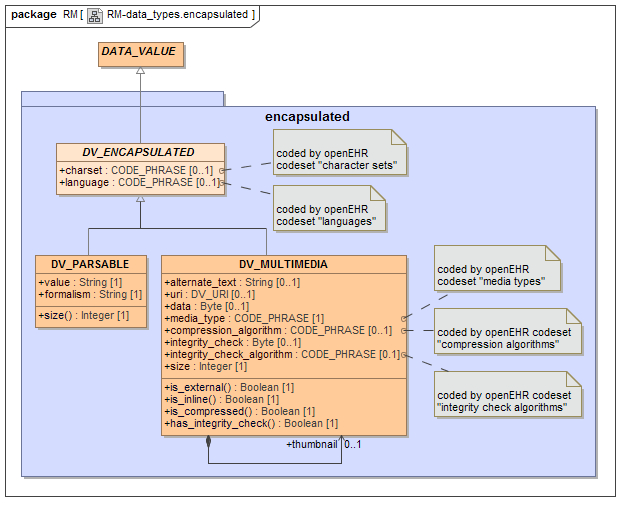 package RM [ RM-data_types.encapsulated ]
DATA_VALUE
encapsulated
DV_ENCAPSULATED
+charset : CODE_PHRASE [0..1]
+language : CODE_PHRASE [0..1]
coded by openEHR
codeset "character sets"
coded by openEHR
codeset "languages"
DV_PARSABLE
+value : String [1]
+formalism : String [1]
+size() : Integer [1]
DV_MULTIMEDIA
+alternate_text : String [0..1]
+uri : DV_URI [0..1]
+data : Byte [0..1]
+media_type : CODE_PHRASE [1]
+compression_algorithm : CODE_PHRASE [0..1]
+integrity_check : Byte [0..1]
+integrity_check_algorithm : CODE_PHRASE [0.1]
+size : Integer [1]
+is_external() : Boolean [1]
+is_inline() : Boolean [1]
+is_compressed() : Boolean [1]
+has_integrity_check() : Boolean [1]
coded by openEHR
codeset "media types"
coded by openEHR codeset
"compression algorithms"
coded by openEHR codeset
"integrity check algorithms"
+thumbnail 0..1